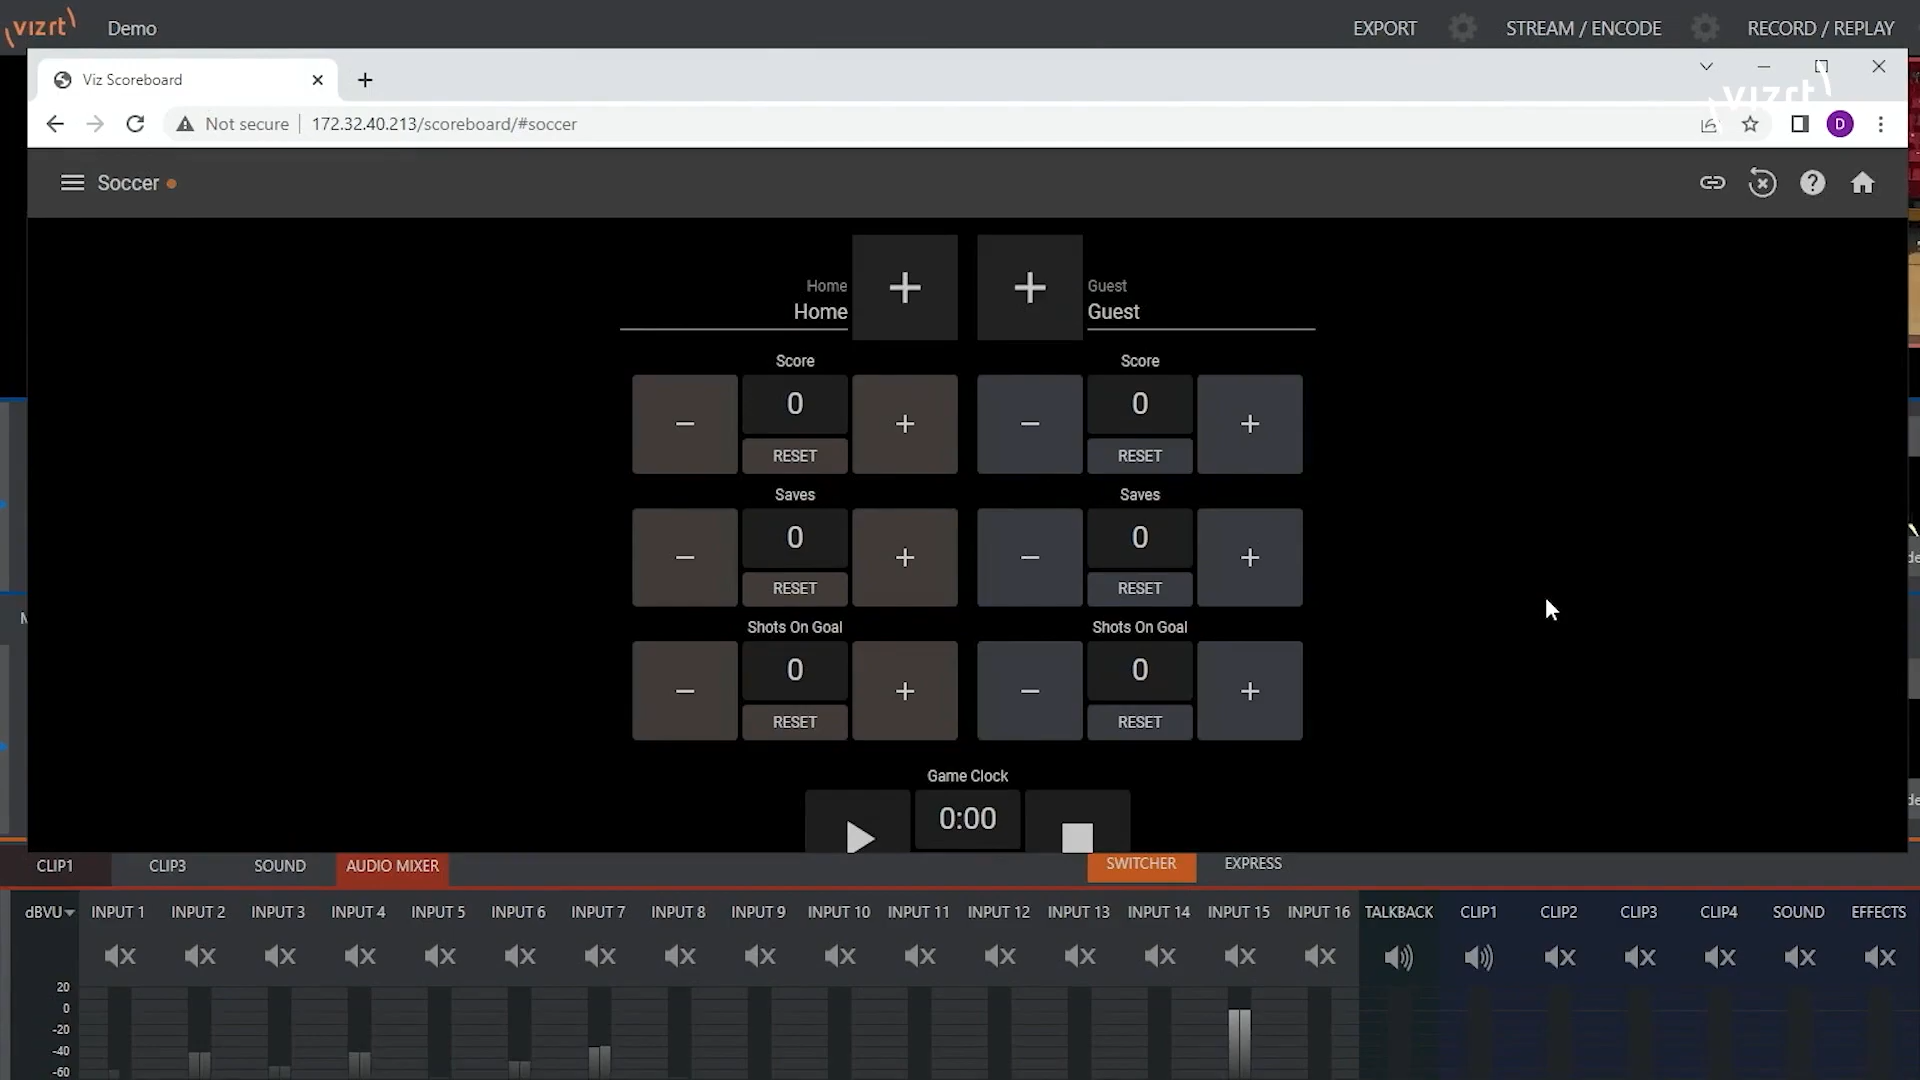 vizrt Demo EXPORT STREAM / ENCODE RECORD / REPLAY
Viz Scoreboard
vizrt
Not secure 172.32.40.213/scoreboard/#soccer D
Soccer
Home Guest
Home Guest
Score Score
0 0
RESET RESET
Saves Saves
0 0
RESET RESET
Shots On Goal Shots On Goal
0 0
RESET RESET
Game Clock
0:00
CLIP1 CLIP3 SOUND AUDIO MIXER SWITCHER EXPRESS
dBVU INPUT 1 INPUT 2 INPUT 3 INPUT 4 INPUT 5 INPUT 6 INPUT 7 INPUT 8 INPUT 9 INPUT 10 INPUT 11 INPUT 12 INPUT 13 INPUT 14 INPUT 15 INPUT 16 TALKBACK CLIP1 CLIP2 CLIP3 CLIP4 SOUND EFFECTS
20
0
-20
-40
-60